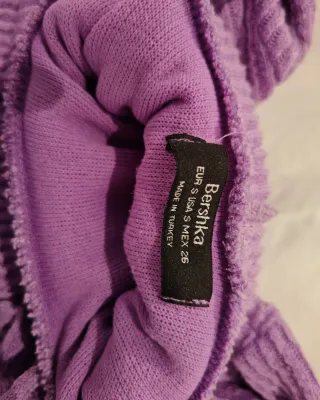 Bershka
EUR S USA S MEX 26
MADE IN TURKEY